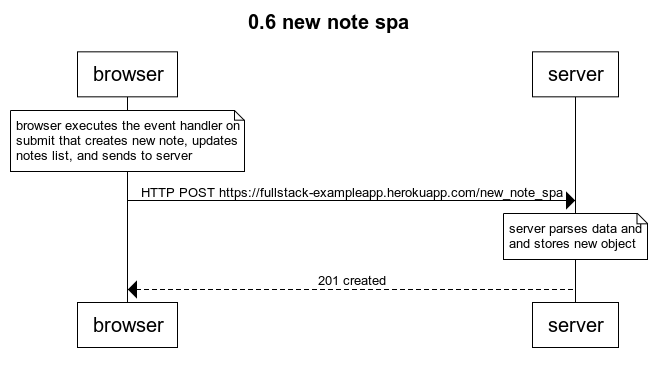 0.6 new note spa
browser
server
browser executes the event handler on
submit that creates new note, updates
notes list, and sends to server
HTTP POST https://fullstack-exampleapp.herokuapp.com/new_note_spa
server parses data and
and stores new object
201 created
browser
server